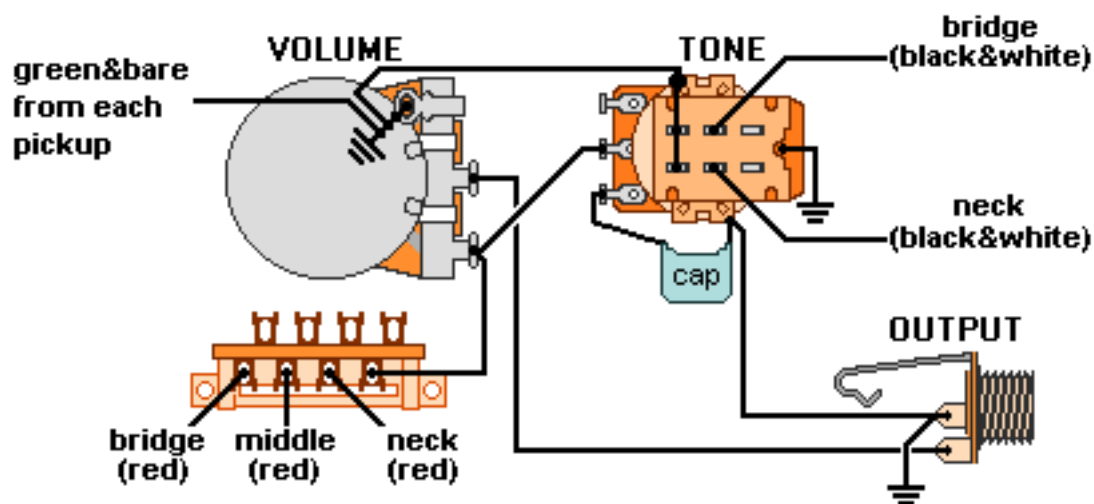 VOLUME
TONE
bridge
(black&white)
green&bare
from each
pickup
neck
(black&white)
cap
OUTPUT
bridge
(red)
middle
(red)
neck
(red)